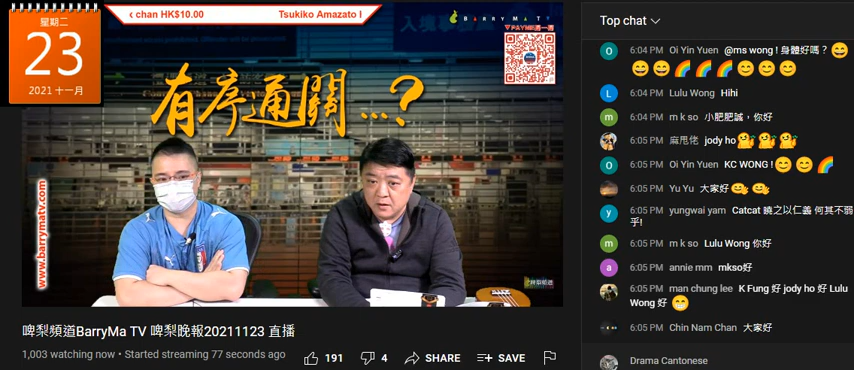 星期二
23
2021 十一月
‹ chan HK$10.00
Tsukiko Amazato
BARRY MA TV
有序通關...?
www.barrymatv.com
啤梨頻道BarryMa TV 啤梨晚報20211123 直播
1,003 watching now • Started streaming 77 seconds ago
191
4
SHARE
SAVE
Top chat
6:04 PM Oi Yin Yuen @ms wong ! 身體好嗎？😄
😄😄🌈🌈🌈😊😊😊
6:04 PM Lulu Wong Hihi
6:04 PM m k so 小肥肥誠，你好
6:05 PM 麻甩佬 jody ho
6:05 PM Oi Yin Yuen KC WONG !😊😊🌈
6:05 PM Yu Yu 大家好
6:05 PM yungwai yam Catcat 曉之以仁義 何其不弱
乎!
6:05 PM m k so Lulu Wong 你好
6:05 PM annie mm mkso好
6:05 PM man chung lee K Fung 好 jody ho 好 Lulu
Wong 好 😁
6:05 PM Chin Nam Chan 大家好
Drama Cantonese